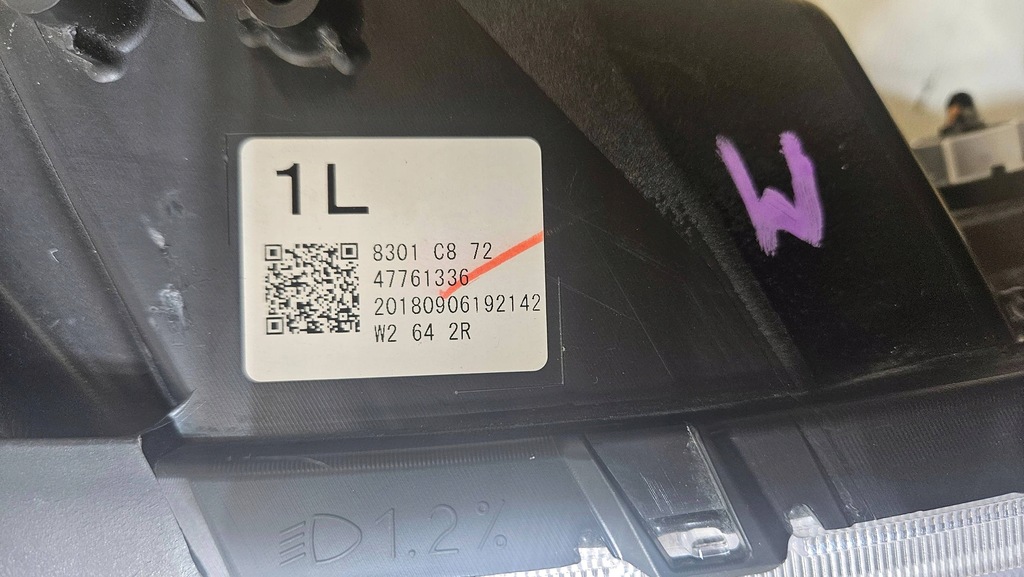 1L
8301 C8 72
47761336
20180906192142
W2 64 2R
W
1.2%